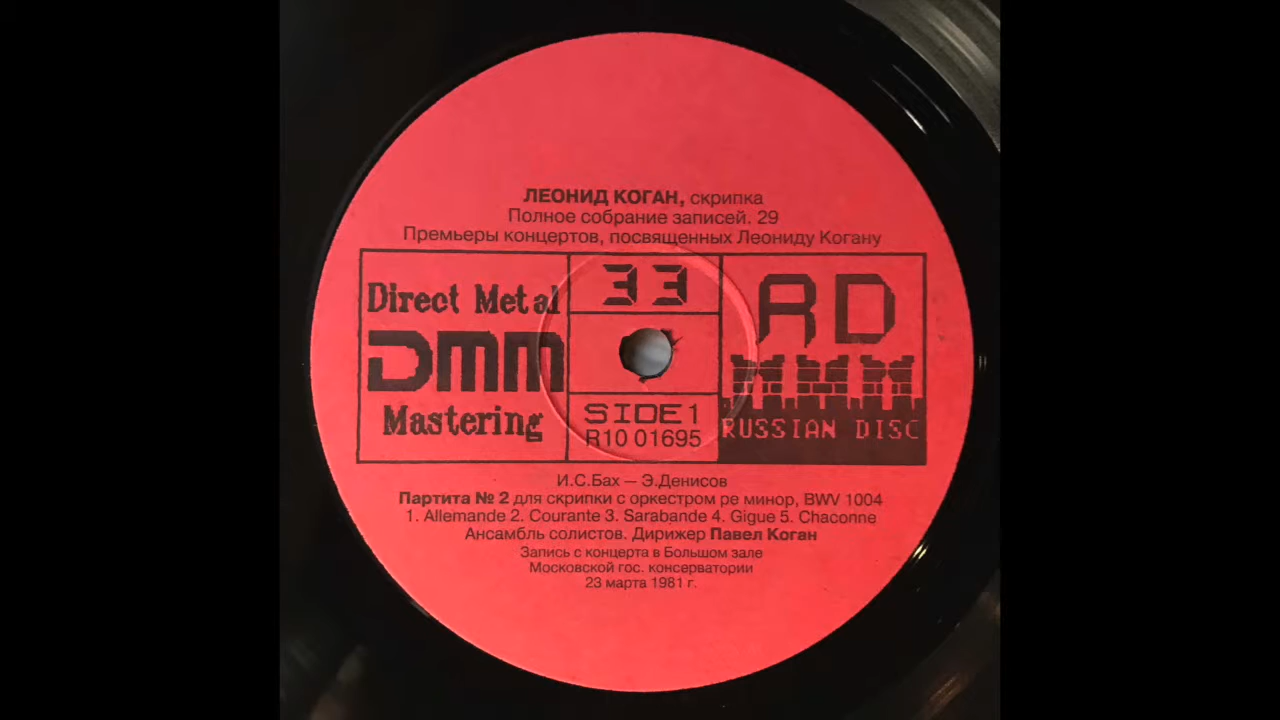 ЛЕОНИД КОГАН, скрипка
Полное собрание записей. 29
Премьеры концертов, посвященных Леониду Когану
Direct Metal
DMM
Mastering
33
SIDE 1
R10 01695
RD
RUSSIAN DISC
И.С.Бах — Э.Денисов
Партита № 2 для скрипки с оркестром ре минор, BWV 1004
1. Allemande 2. Courante 3. Sarabande 4. Gigue 5. Chaconne
Ансамбль солистов. Дирижер Павел Коган
Запись с концерта в Большом зале
Московской гос. консерватории
23 марта 1981 г.